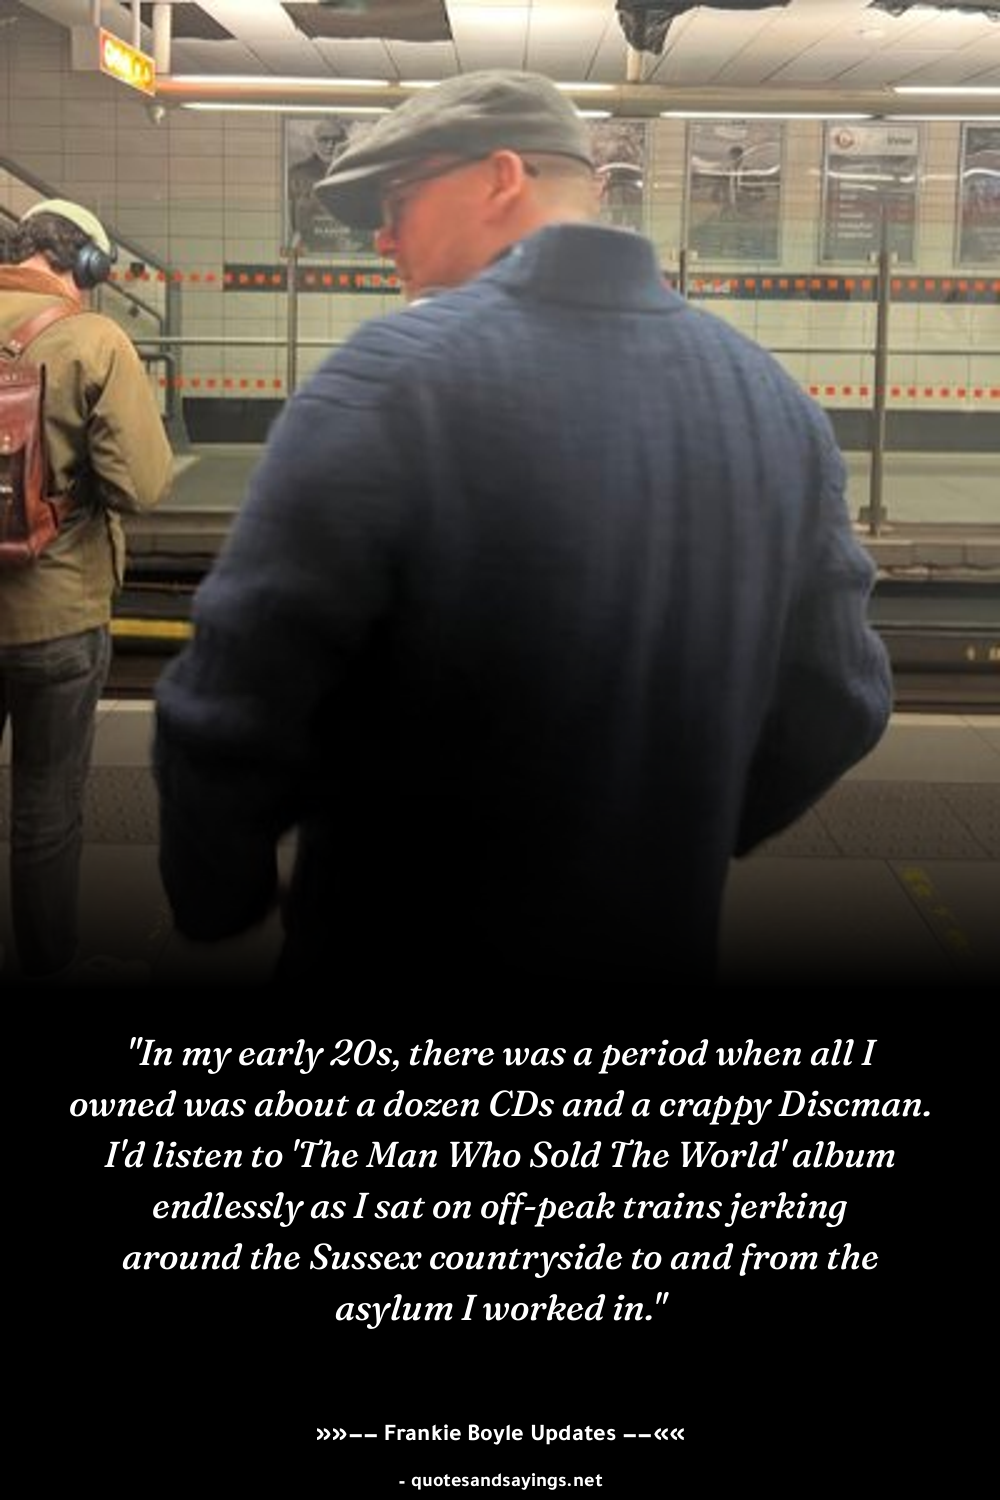 "In my early 20s, there was a period when all I
owned was about a dozen CDs and a crappy Discman.
I'd listen to 'The Man Who Sold The World' album
endlessly as I sat on off-peak trains jerking
around the Sussex countryside to and from the
asylum I worked in."
»»–– Frankie Boyle Updates ––««
- quotesandsayings.net